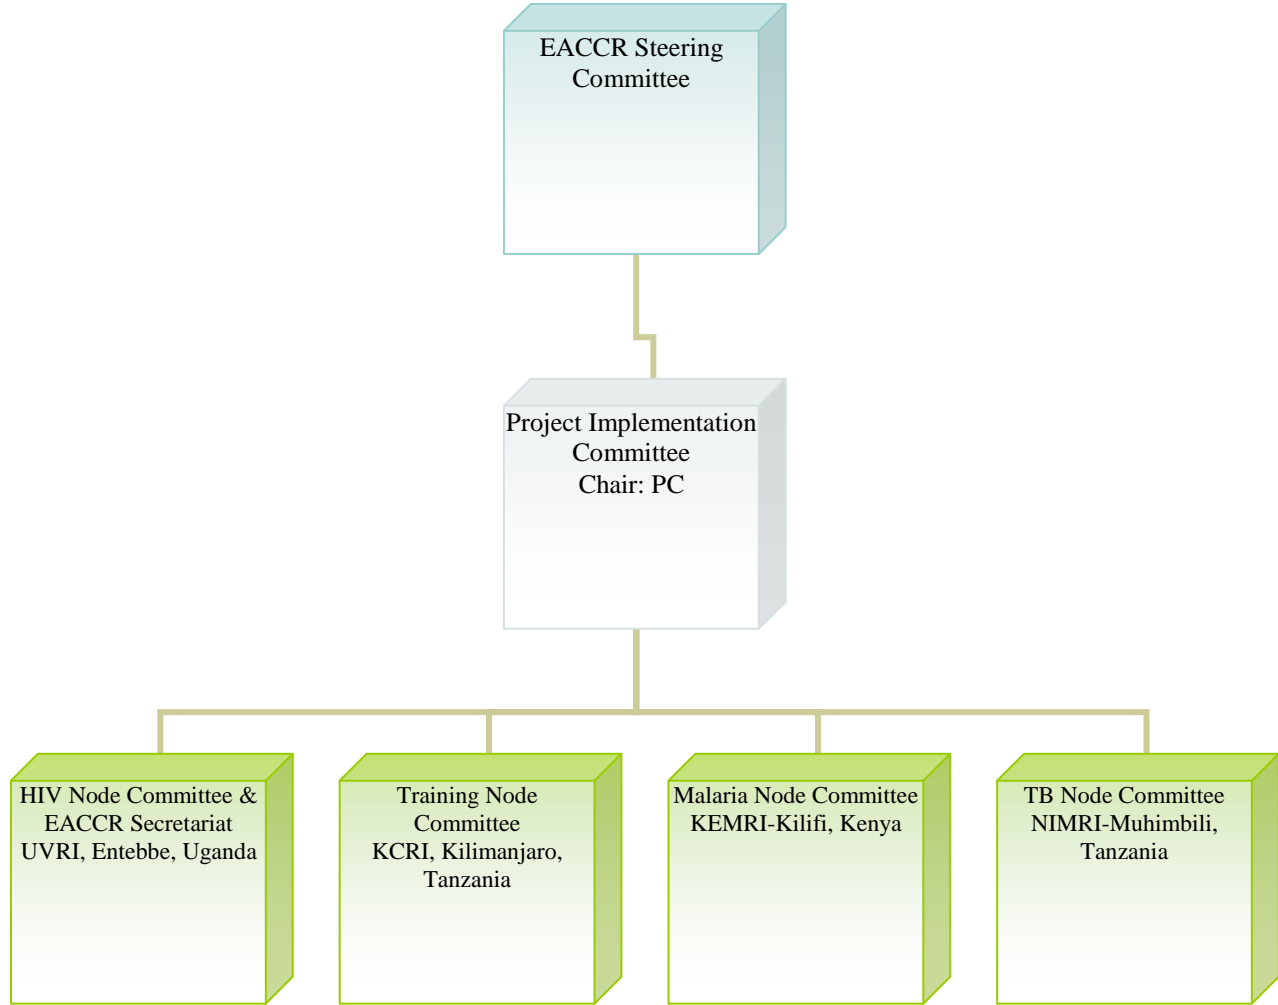 EACCR Steering
Committee
Project Implementation
Committee
Chair: PC
HIV Node Committee &
EACCR Secretariat
UVRI, Entebbe, Uganda
Training Node
Committee
KCRI, Kilimanjaro,
Tanzania
Malaria Node Committee
KEMRI-Kilifi, Kenya
TB Node Committee
NIMRI-Muhimbili,
Tanzania